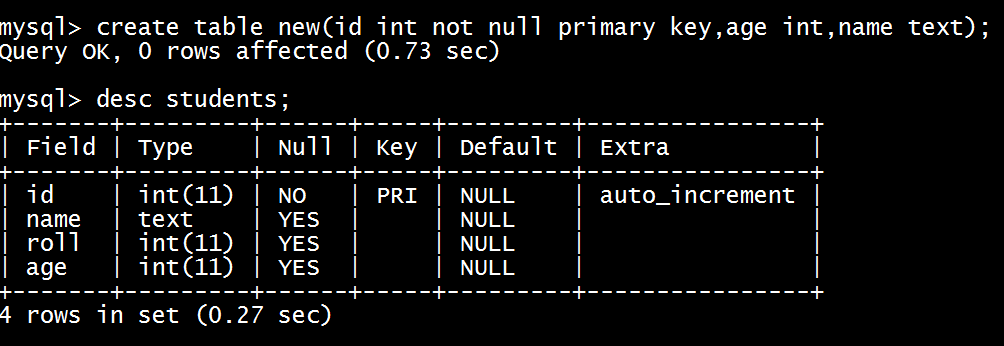 mysql> create table new(id int not null primary key,age int,name text);
Query OK, 0 rows affected (0.73 sec)
mysql> desc students;
+-------+---------+------+-----+---------+----------------+
| Field | Type    | Null | Key | Default | Extra          |
+-------+---------+------+-----+---------+----------------+
| id    | int(11) | NO   | PRI | NULL    | auto_increment |
| name  | text    | YES  |     | NULL    |                |
| roll  | int(11) | YES  |     | NULL    |                |
| age   | int(11) | YES  |     | NULL    |                |
+-------+---------+------+-----+---------+----------------+
4 rows in set (0.27 sec)